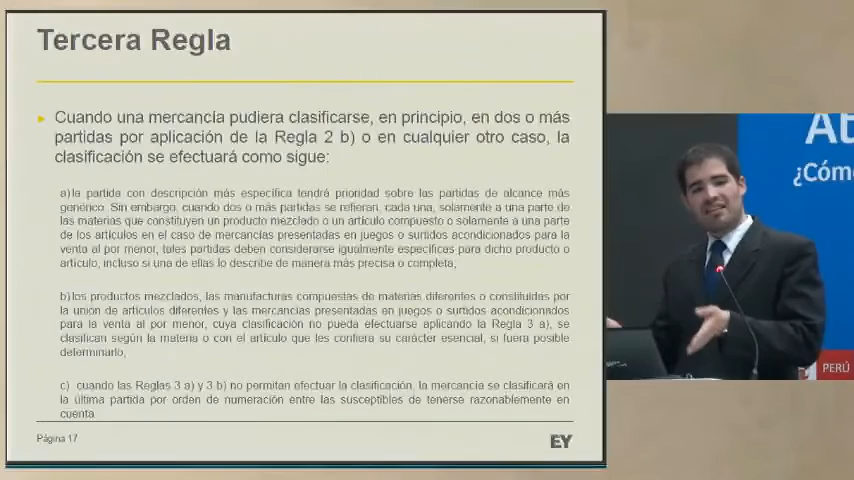 Tercera Regla
► Cuando una mercancía pudiera clasificarse, en principio, en dos o más
partidas por aplicación de la Regla 2 b) o en cualquier otro caso, la
clasificación se efectuará como sigue:
a) la partida con descripción más específica tendrá prioridad sobre las partidas de alcance más
genérico. Sin embargo, cuando dos o más partidas se refieran, cada una, solamente a una parte de
las materias que constituyen un producto mezclado o un artículo compuesto o solamente a una parte
de los artículos en el caso de mercancías presentadas en juegos o surtidos acondicionados para la
venta al por menor, tales partidas deben considerarse igualmente específicas para dicho producto o
artículo, incluso si una de ellas lo describe de manera más precisa o completa;
b) los productos mezclados, las manufacturas compuestas de materias diferentes o constituidas por
la unión de artículos diferentes y las mercancías presentadas en juegos o surtidos acondicionados
para la venta al por menor, cuya clasificación no pueda efectuarse aplicando la Regla 3 a), se
clasifican según la materia o con el artículo que les confiera su carácter esencial, si fuera posible
determinarlo;
c) cuando las Reglas 3 a) y 3 b) no permitan efectuar la clasificación, la mercancía se clasificará en
la última partida por orden de numeración entre las susceptibles de tenerse razonablemente en
cuenta
Página 17
EY
At
¿Cóm
PERÚ